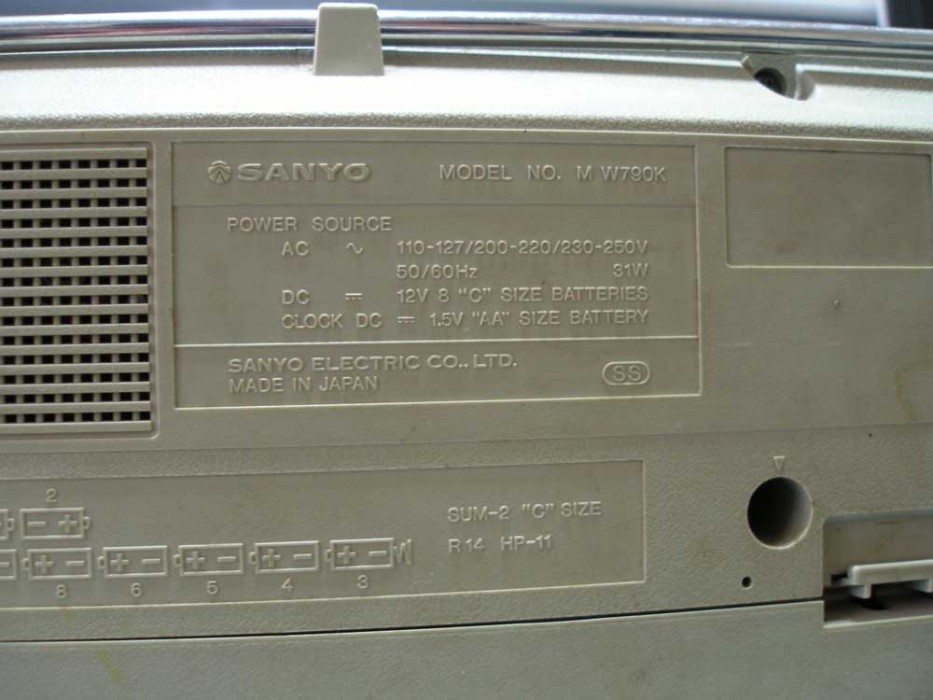 SANYO MODEL NO. M W790K
POWER SOURCE
AC ∿ 110-127/200-220/230-250V
50/60Hz 31W
DC ⎓ 12V 8 "C" SIZE BATTERIES
CLOCK DC ⎓ 1.5V "AA" SIZE BATTERY
SANYO ELECTRIC CO., LTD.
MADE IN JAPAN
SS
2
8 6 5 4 3
SUM-2 "C" SIZE
R14 HP-11